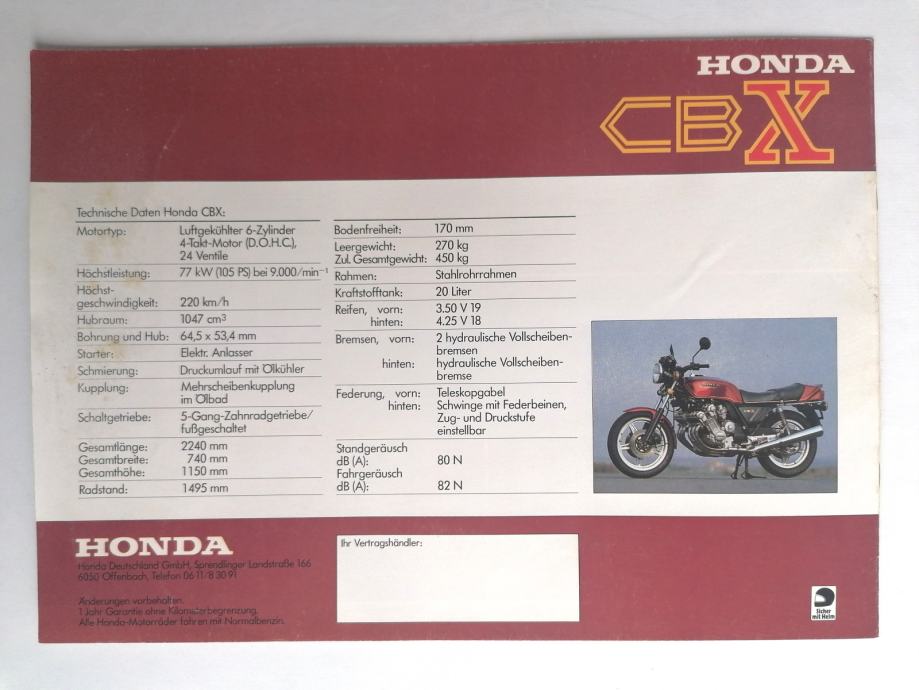 HONDA
CBX
Technische Daten Honda CBX:
Motortyp: Luftgekühlter 6-Zylinder
4-Takt-Motor (D.O.H.C.),
24 Ventile
Höchstleistung: 77 kW (105 PS) bei 9.000/min⁻¹
Höchst-
geschwindigkeit: 220 km/h
Hubraum: 1047 cm³
Bohrung und Hub: 64,5 x 53,4 mm
Starter: Elektr. Anlasser
Schmierung: Druckumlauf mit Ölkühler
Kupplung: Mehrscheibenkupplung
im Ölbad
Schaltgetriebe: 5-Gang-Zahnradgetriebe/
fußgeschaltet
Gesamtlänge: 2240 mm
Gesamtbreite: 740 mm
Gesamthöhe: 1150 mm
Radstand: 1495 mm
Bodenfreiheit: 170 mm
Leergewicht: 270 kg
Zul. Gesamtgewicht: 450 kg
Rahmen: Stahlrohrrahmen
Kraftstofftank: 20 Liter
Reifen, vorn: 3.50 V 19
hinten: 4.25 V 18
Bremsen, vorn: 2 hydraulische Vollscheiben-
bremsen
hinten: hydraulische Vollscheiben-
bremse
Federung, vorn: Teleskopgabel
hinten: Schwinge mit Federbeinen,
Zug- und Druckstufe
einstellbar
Standgeräusch
dB (A): 80 N
Fahrgeräusch
dB (A): 82 N
HONDA
Honda Deutschland GmbH, Sprendlinger Landstraße 166
6050 Offenbach, Telefon 06 11/8 30 91
Änderungen vorbehalten.
1 Jahr Garantie ohne Kilometerbegrenzung.
Alle Honda-Motorräder fahren mit Normalbenzin.
Ihr Vertragshändler:
Sicher
mit Helm